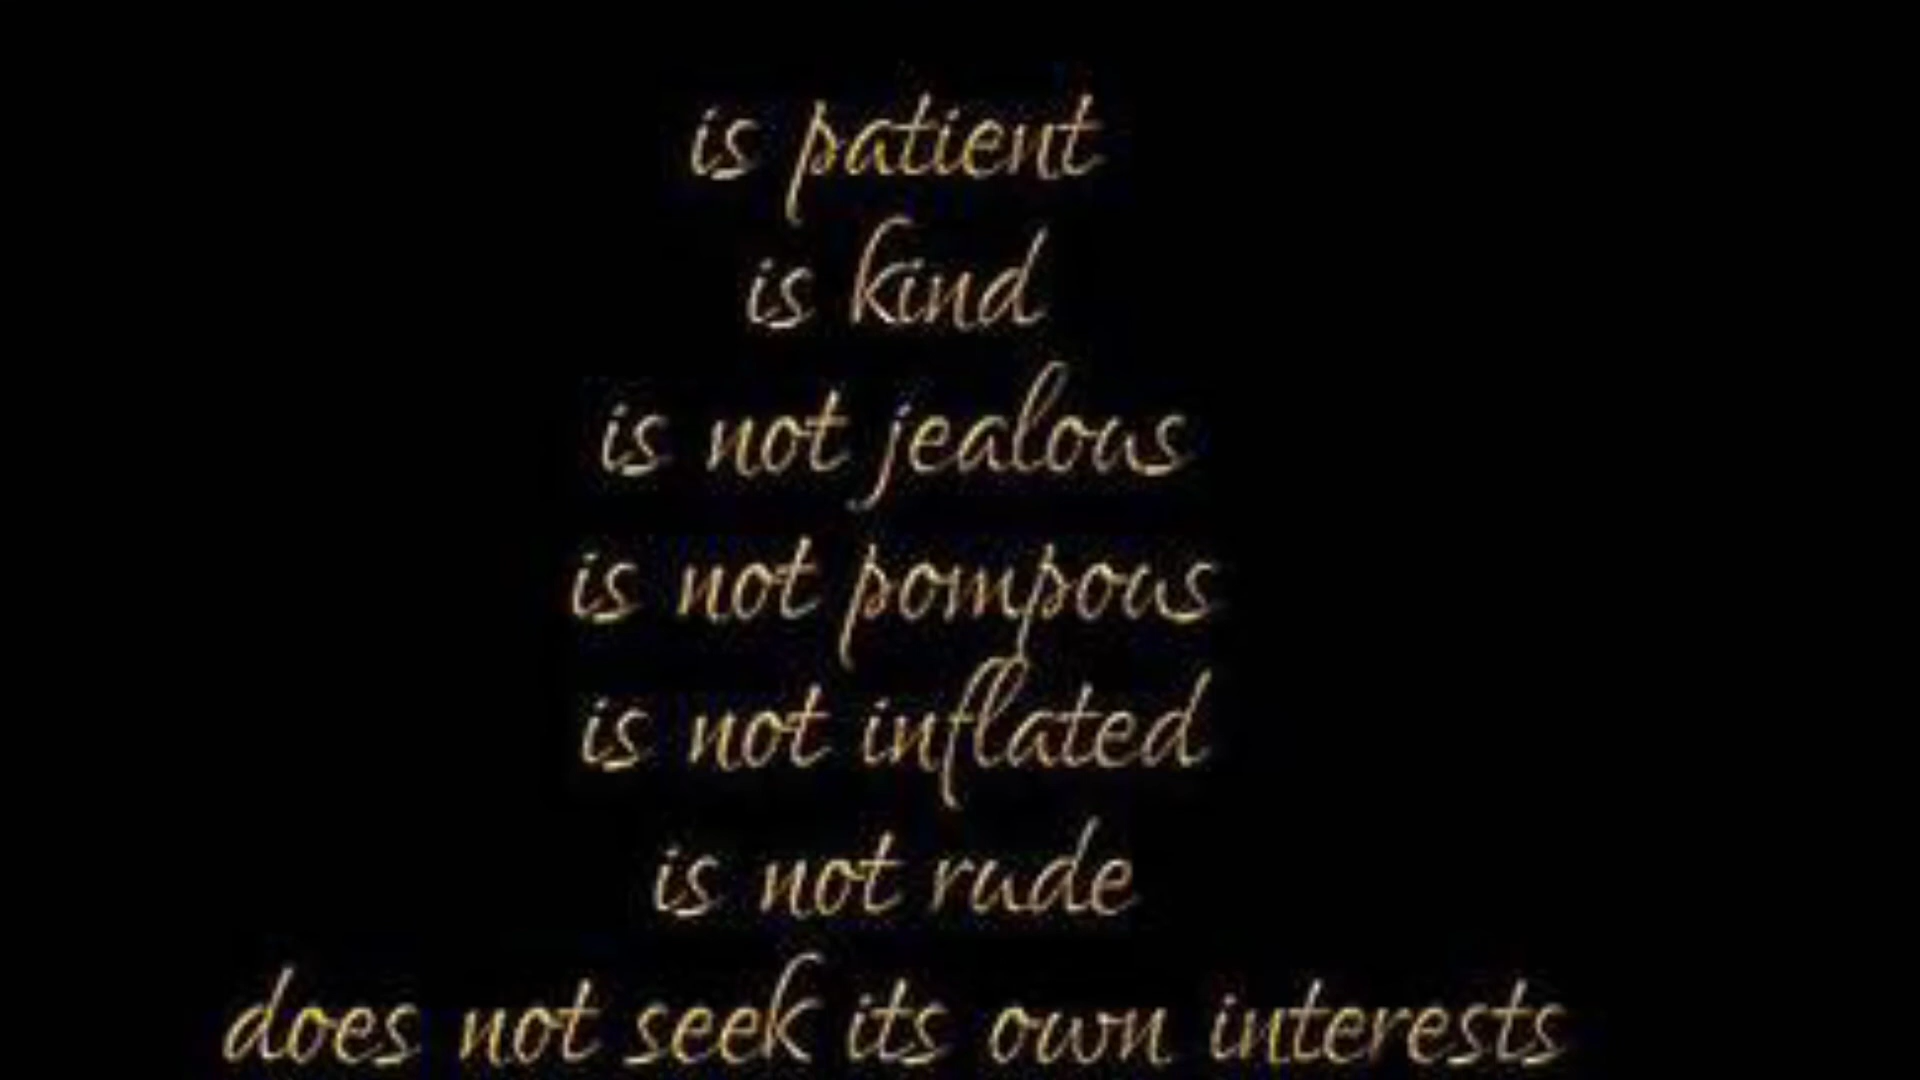 is patient
is kind
is not jealous
is not pompous
is not inflated
is not rude
does not seek its own interests